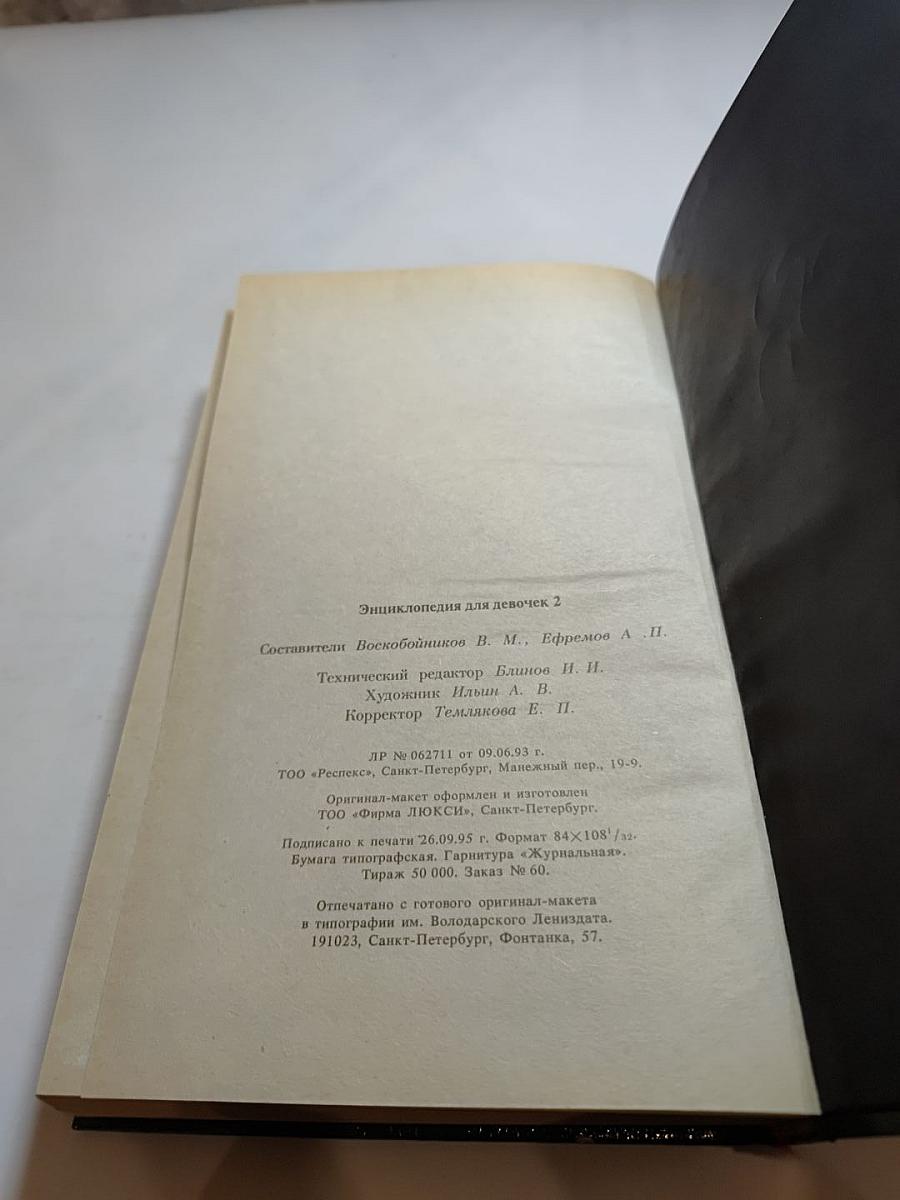 Энциклопедия для девочек 2
Составители Воскобойников В. М., Ефремов А .П.
Технический редактор Блинов И. И.
Художник Ильин А. В.
Корректор Темлякова Е. П.
ЛР № 062711 от 09.06.93 г.
ТОО «Респекс», Санкт-Петербург, Манежный пер., 19-9.
Оригинал-макет оформлен и изготовлен
ТОО «Фирма ЛЮКСИ», Санкт-Петербург.
Подписано к печати 26.09.95 г. Формат 84×108¹/₃₂.
Бумага типографская. Гарнитура «Журнальная».
Тираж 50 000. Заказ № 60.
Отпечатано с готового оригинал-макета
в типографии им. Володарского Лениздата.
191023, Санкт-Петербург, Фонтанка, 57.